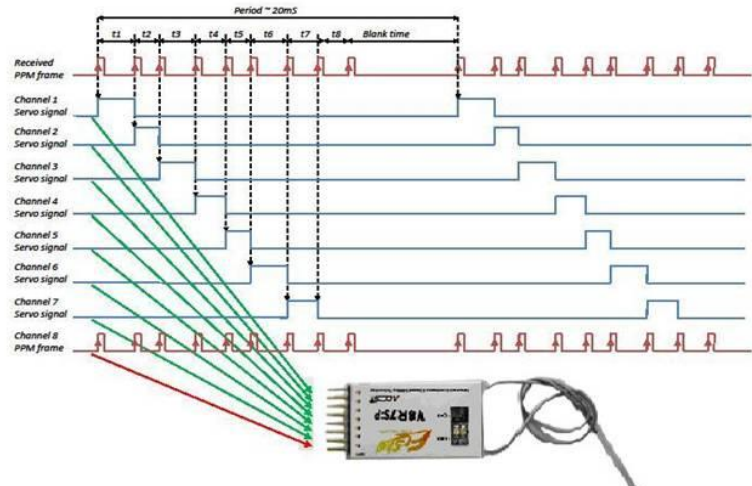 Period ~ 20mS
t1 t2 t3 t4 t5 t6 t7 t8 Blank time
Received
PPM frame
Channel 1
Servo signal
Channel 2
Servo signal
Channel 3
Servo signal
Channel 4
Servo signal
Channel 5
Servo signal
Channel 6
Servo signal
Channel 7
Servo signal
Channel 8
PPM frame
V8R7SP